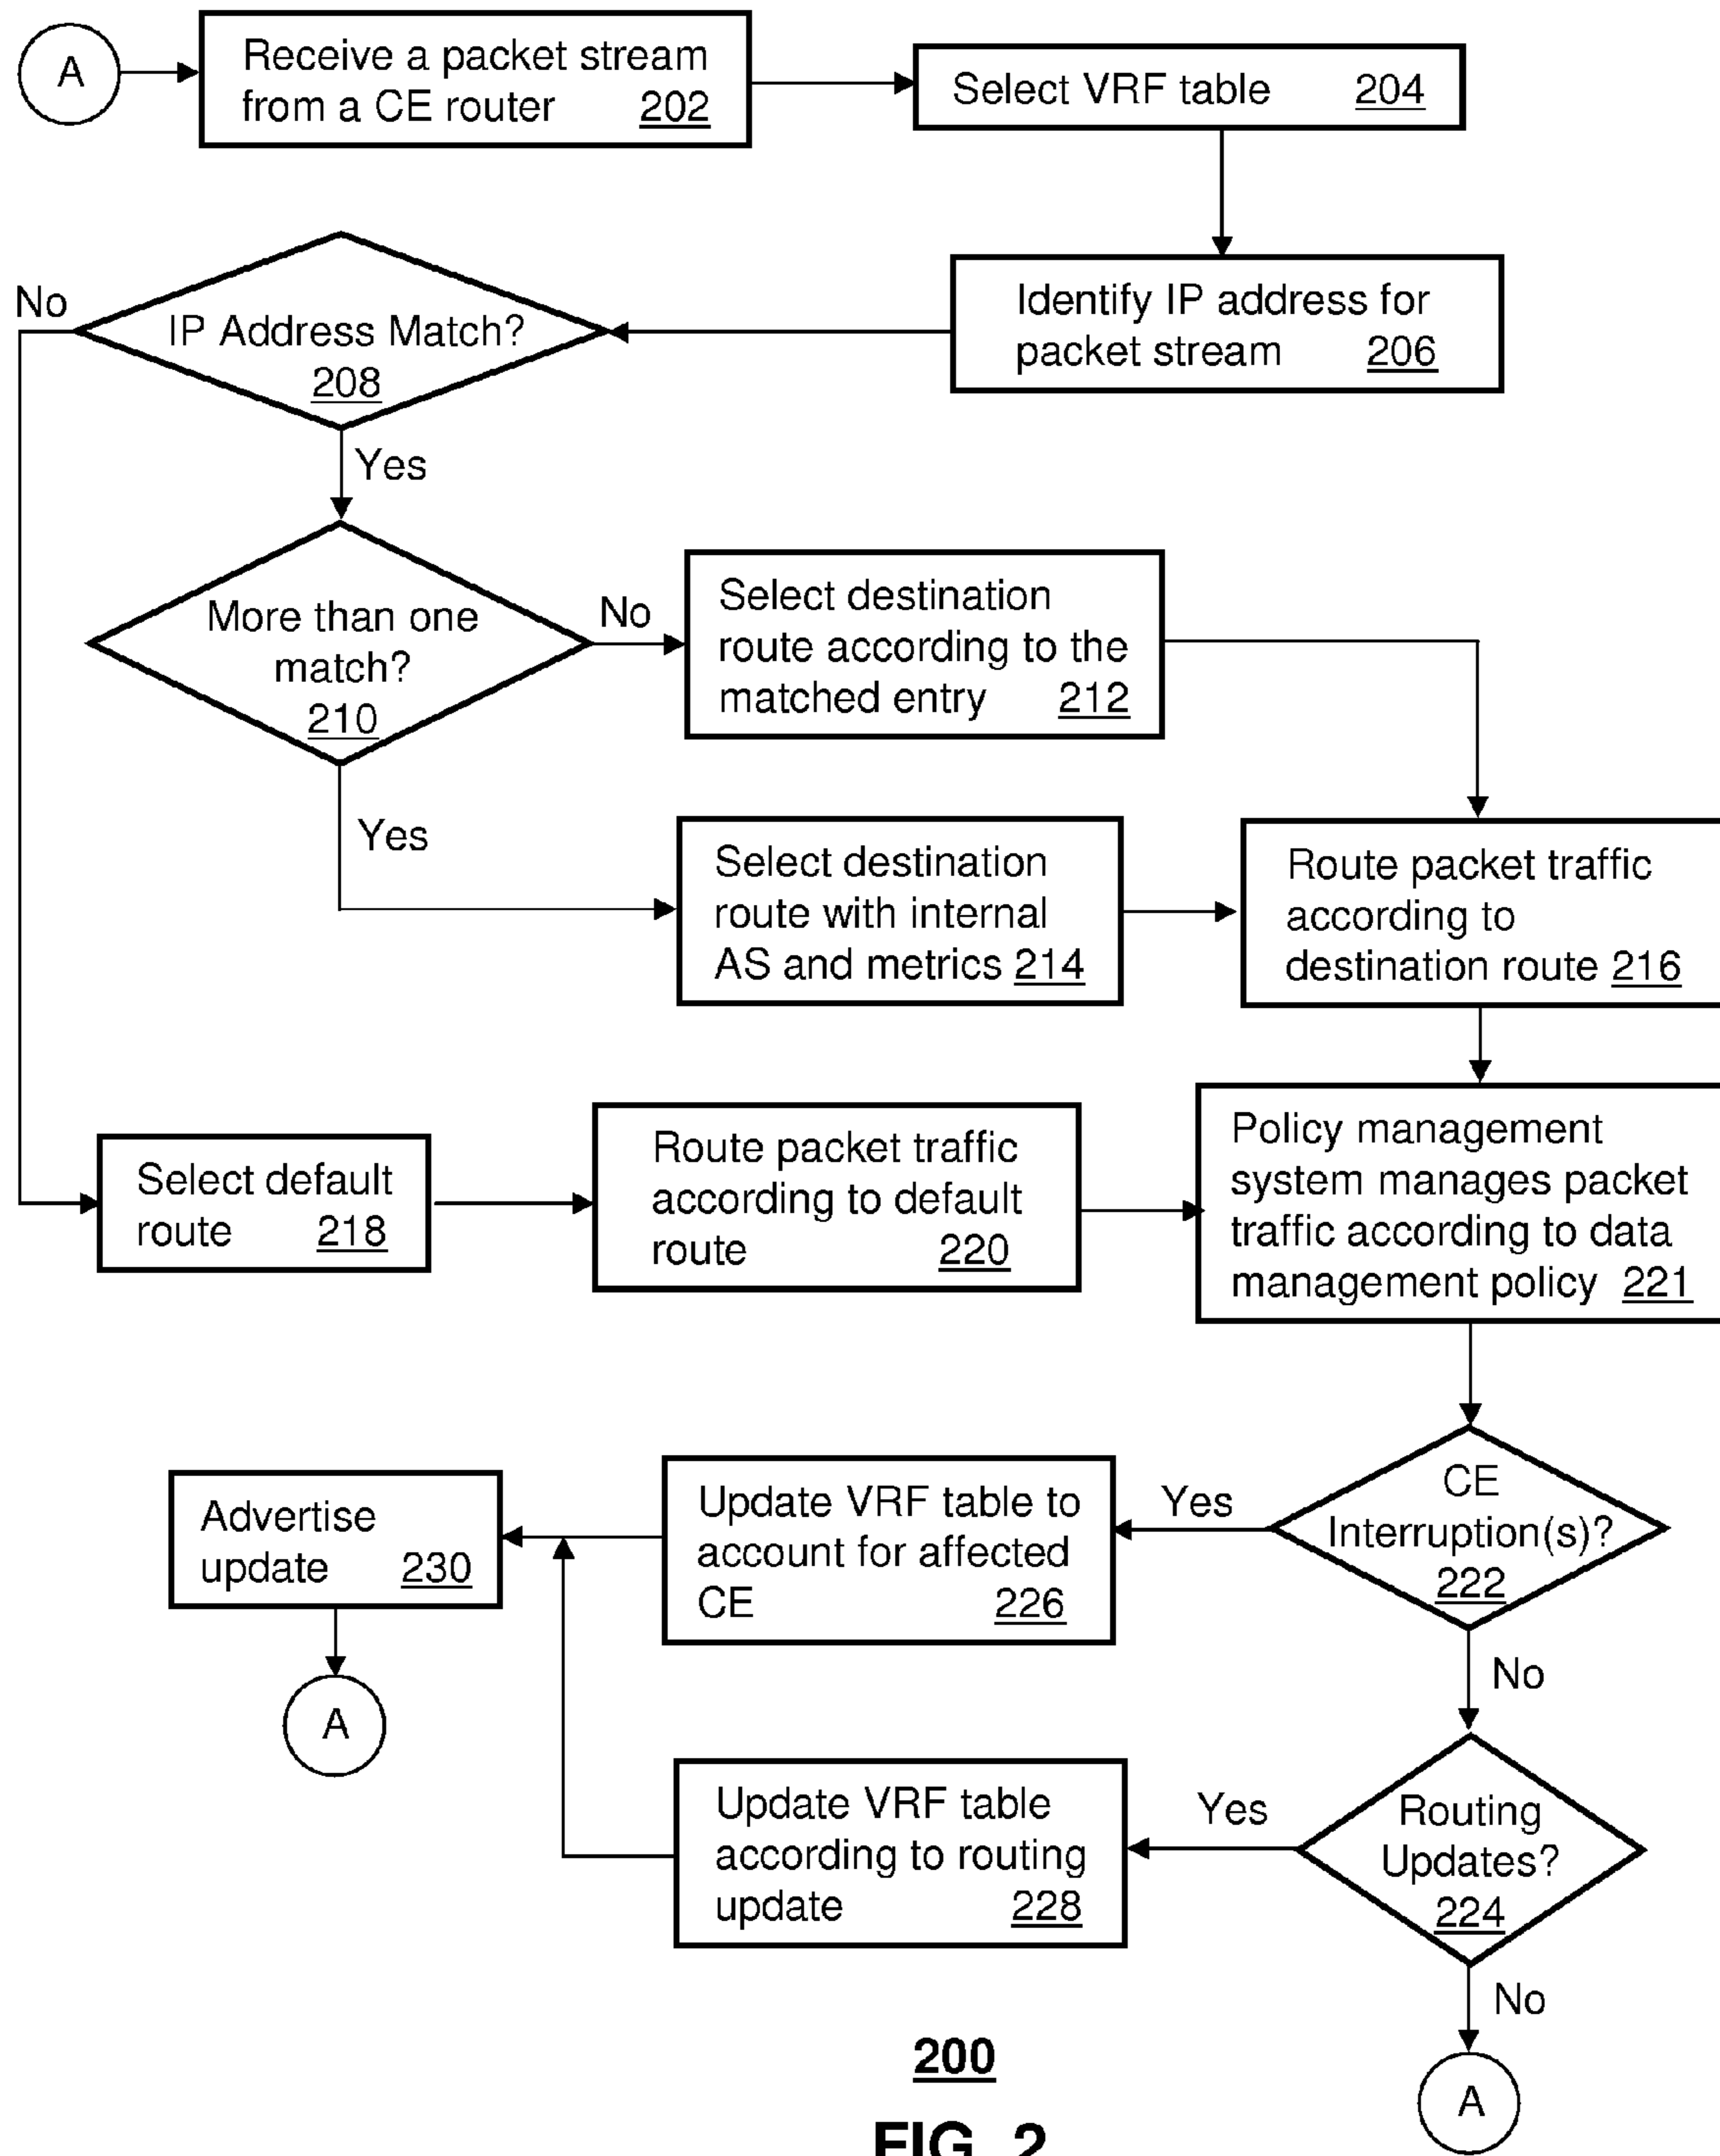 A
Receive a packet stream
from a CE router 202
Select VRF table 204
Identify IP address for
packet stream 206
No
IP Address Match?
208
Yes
More than one
match?
210
No
Select destination
route according to the
matched entry 212
Yes
Select destination
route with internal
AS and metrics 214
Route packet traffic
according to
destination route 216
Select default
route 218
Route packet traffic
according to default
route 220
Policy management
system manages packet
traffic according to data
management policy 221
CE
Interruption(s)?
222
Yes
Update VRF table to
account for affected
CE 226
Advertise
update 230
A
No
Routing
Updates?
224
Yes
Update VRF table
according to routing
update 228
No
A
200
FIG. 2